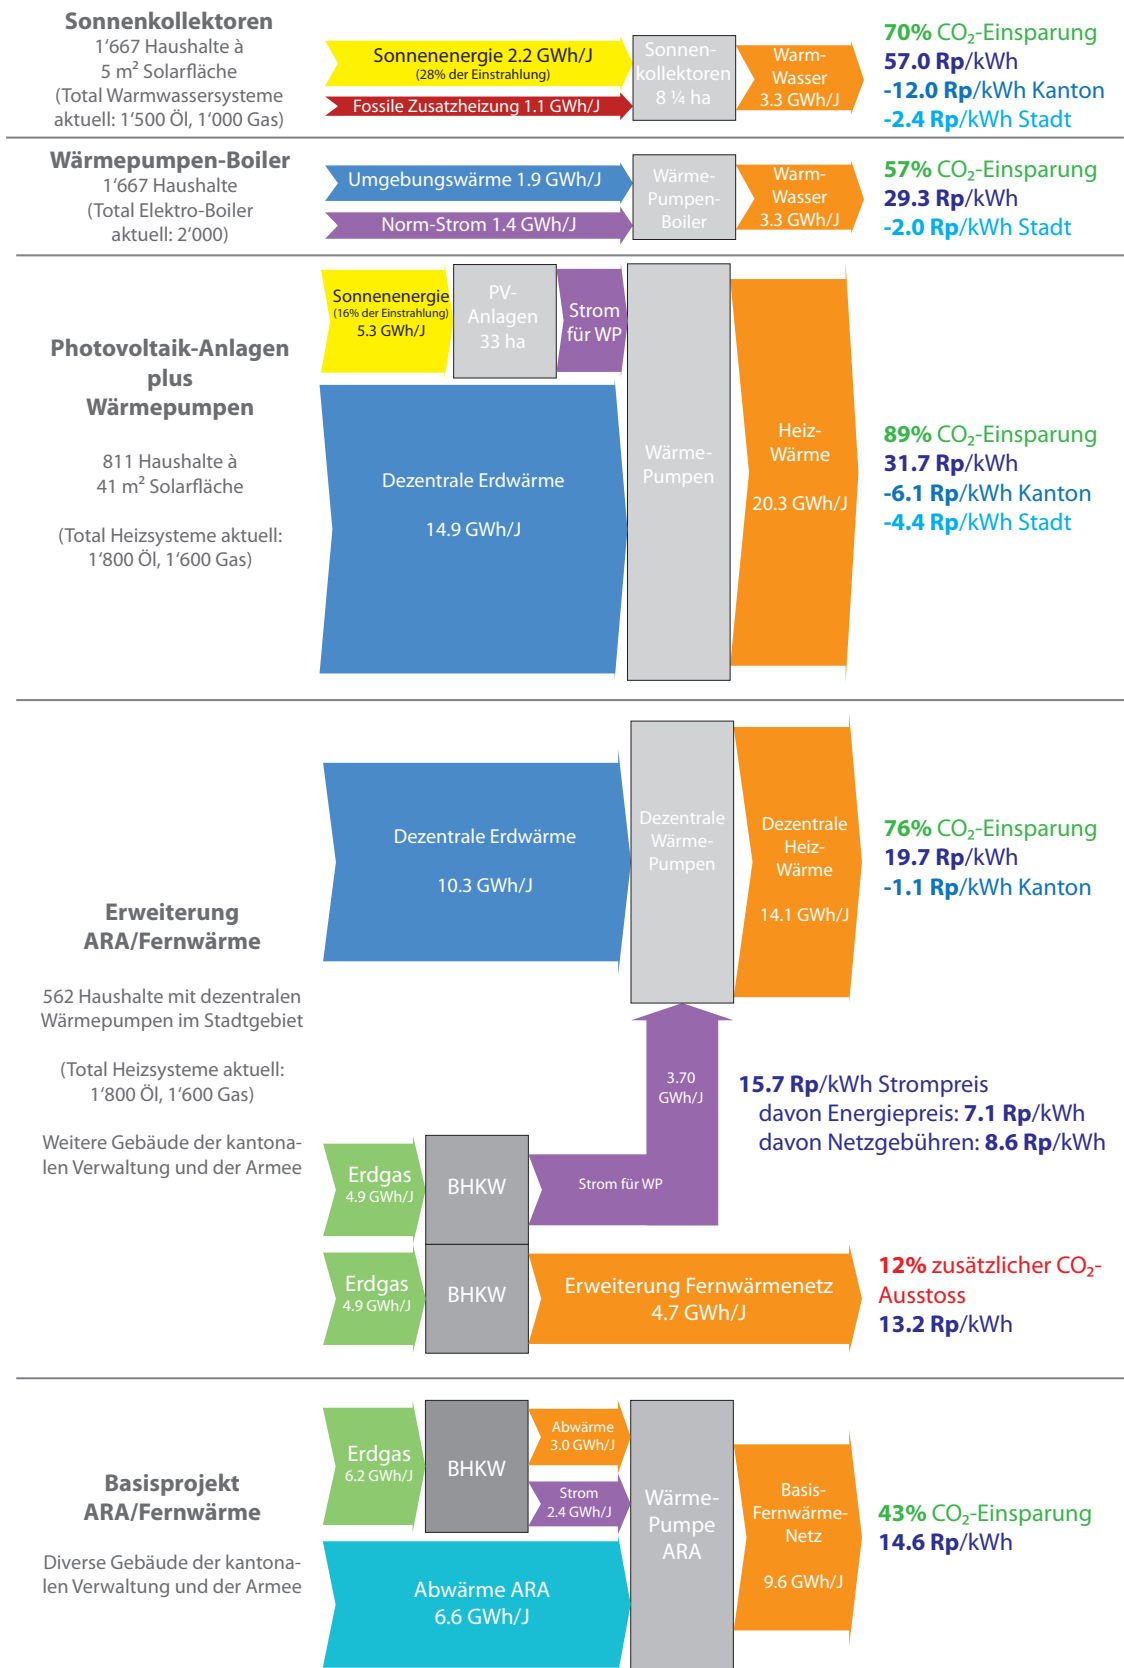 Sonnenkollektoren
1‘667 Haushalte à
5 m² Solarfläche
(Total Warmwassersysteme
aktuell: 1‘500 Öl, 1‘000 Gas)
Sonnenenergie 2.2 GWh/J
(28% der Einstrahlung)
Fossile Zusatzheizung 1.1 GWh/J
Sonnen-
kollektoren
8 ¼ ha
Warm-
Wasser
3.3 GWh/J
70% CO₂-Einsparung
57.0 Rp/kWh
-12.0 Rp/kWh Kanton
-2.4 Rp/kWh Stadt
Wärmepumpen-Boiler
1‘667 Haushalte
(Total Elektro-Boiler
aktuell: 2‘000)
Umgebungswärme 1.9 GWh/J
Norm-Strom 1.4 GWh/J
Wärme-
Pumpen-
Boiler
Warm-
Wasser
3.3 GWh/J
57% CO₂-Einsparung
29.3 Rp/kWh
-2.0 Rp/kWh Stadt
Photovoltaik-Anlagen
plus
Wärmepumpen
811 Haushalte à
41 m² Solarfläche
(Total Heizsysteme aktuell:
1‘800 Öl, 1‘600 Gas)
Sonnenenergie
(16% der Einstrahlung)
5.3 GWh/J
PV-
Anlagen
33 ha
Strom
für WP
Dezentrale Erdwärme
14.9 GWh/J
Wärme-
Pumpen
Heiz-
Wärme
20.3 GWh/J
89% CO₂-Einsparung
31.7 Rp/kWh
-6.1 Rp/kWh Kanton
-4.4 Rp/kWh Stadt
Erweiterung
ARA/Fernwärme
562 Haushalte mit dezentralen
Wärmepumpen im Stadtgebiet
(Total Heizsysteme aktuell:
1‘800 Öl, 1‘600 Gas)
Weitere Gebäude der kantona-
len Verwaltung und der Armee
Dezentrale Erdwärme
10.3 GWh/J
Dezentrale
Wärme-
Pumpen
Dezentrale
Heiz-
Wärme
14.1 GWh/J
76% CO₂-Einsparung
19.7 Rp/kWh
-1.1 Rp/kWh Kanton
3.70
GWh/J
15.7 Rp/kWh Strompreis
davon Energiepreis: 7.1 Rp/kWh
davon Netzgebühren: 8.6 Rp/kWh
Erdgas
4.9 GWh/J
BHKW
Strom für WP
Erdgas
4.9 GWh/J
BHKW
Erweiterung Fernwärmenetz
4.7 GWh/J
12% zusätzlicher CO₂-
Ausstoss
13.2 Rp/kWh
Basisprojekt
ARA/Fernwärme
Diverse Gebäude der kantona-
len Verwaltung und der Armee
Erdgas
6.2 GWh/J
BHKW
Abwärme
3.0 GWh/J
Strom
2.4 GWh/J
Abwärme ARA
6.6 GWh/J
Wärme-
Pumpe
ARA
Basis-
Fernwärme-
Netz
9.6 GWh/J
43% CO₂-Einsparung
14.6 Rp/kWh